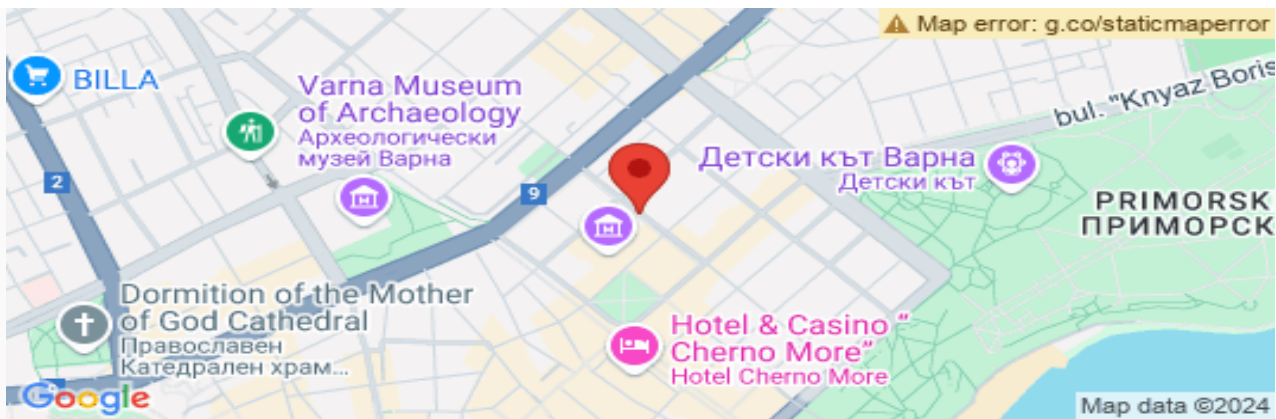 Map error: g.co/staticmaperror
BILLA
Varna Museum
of Archaeology
Археологически
музей Варна
bul. "Knyaz Boris
2
9
Детски кът Варна
Детски кът
PRIMORSK
ПРИМОРСК
Dormition of the Mother
of God Cathedral
Православен
Катедрален храм...
Hotel & Casino "
Cherno More"
Hotel Cherno More
2
Google
Map data ©2024